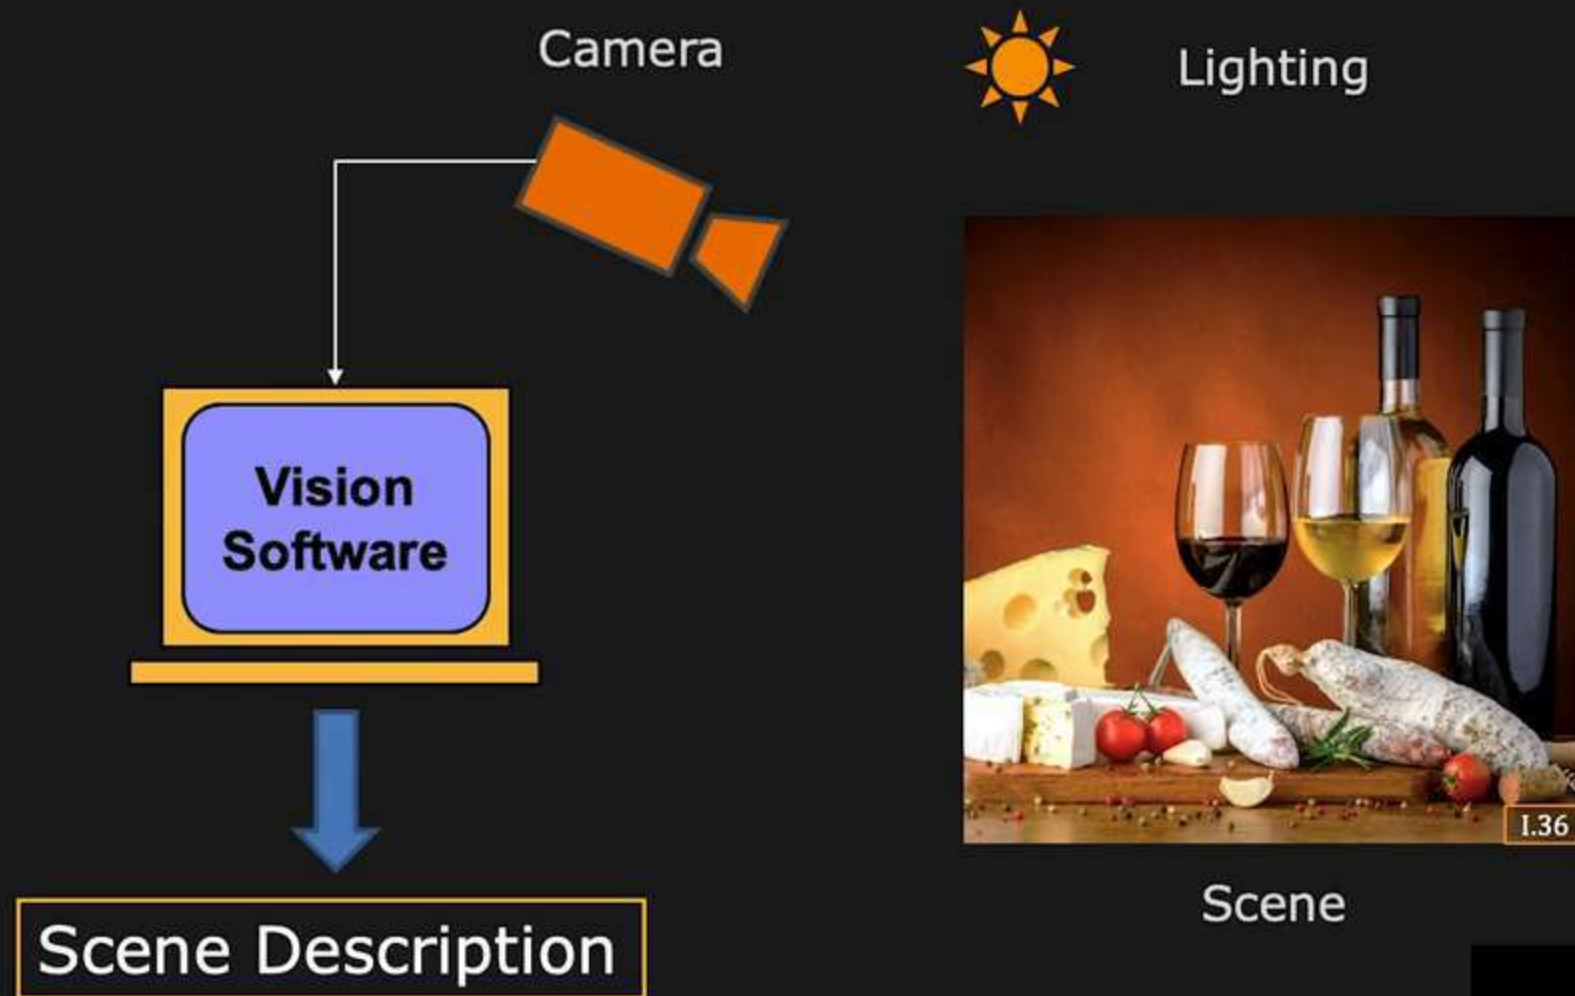 Camera
Lighting
Vision
Software
I.36
Scene
Scene Description